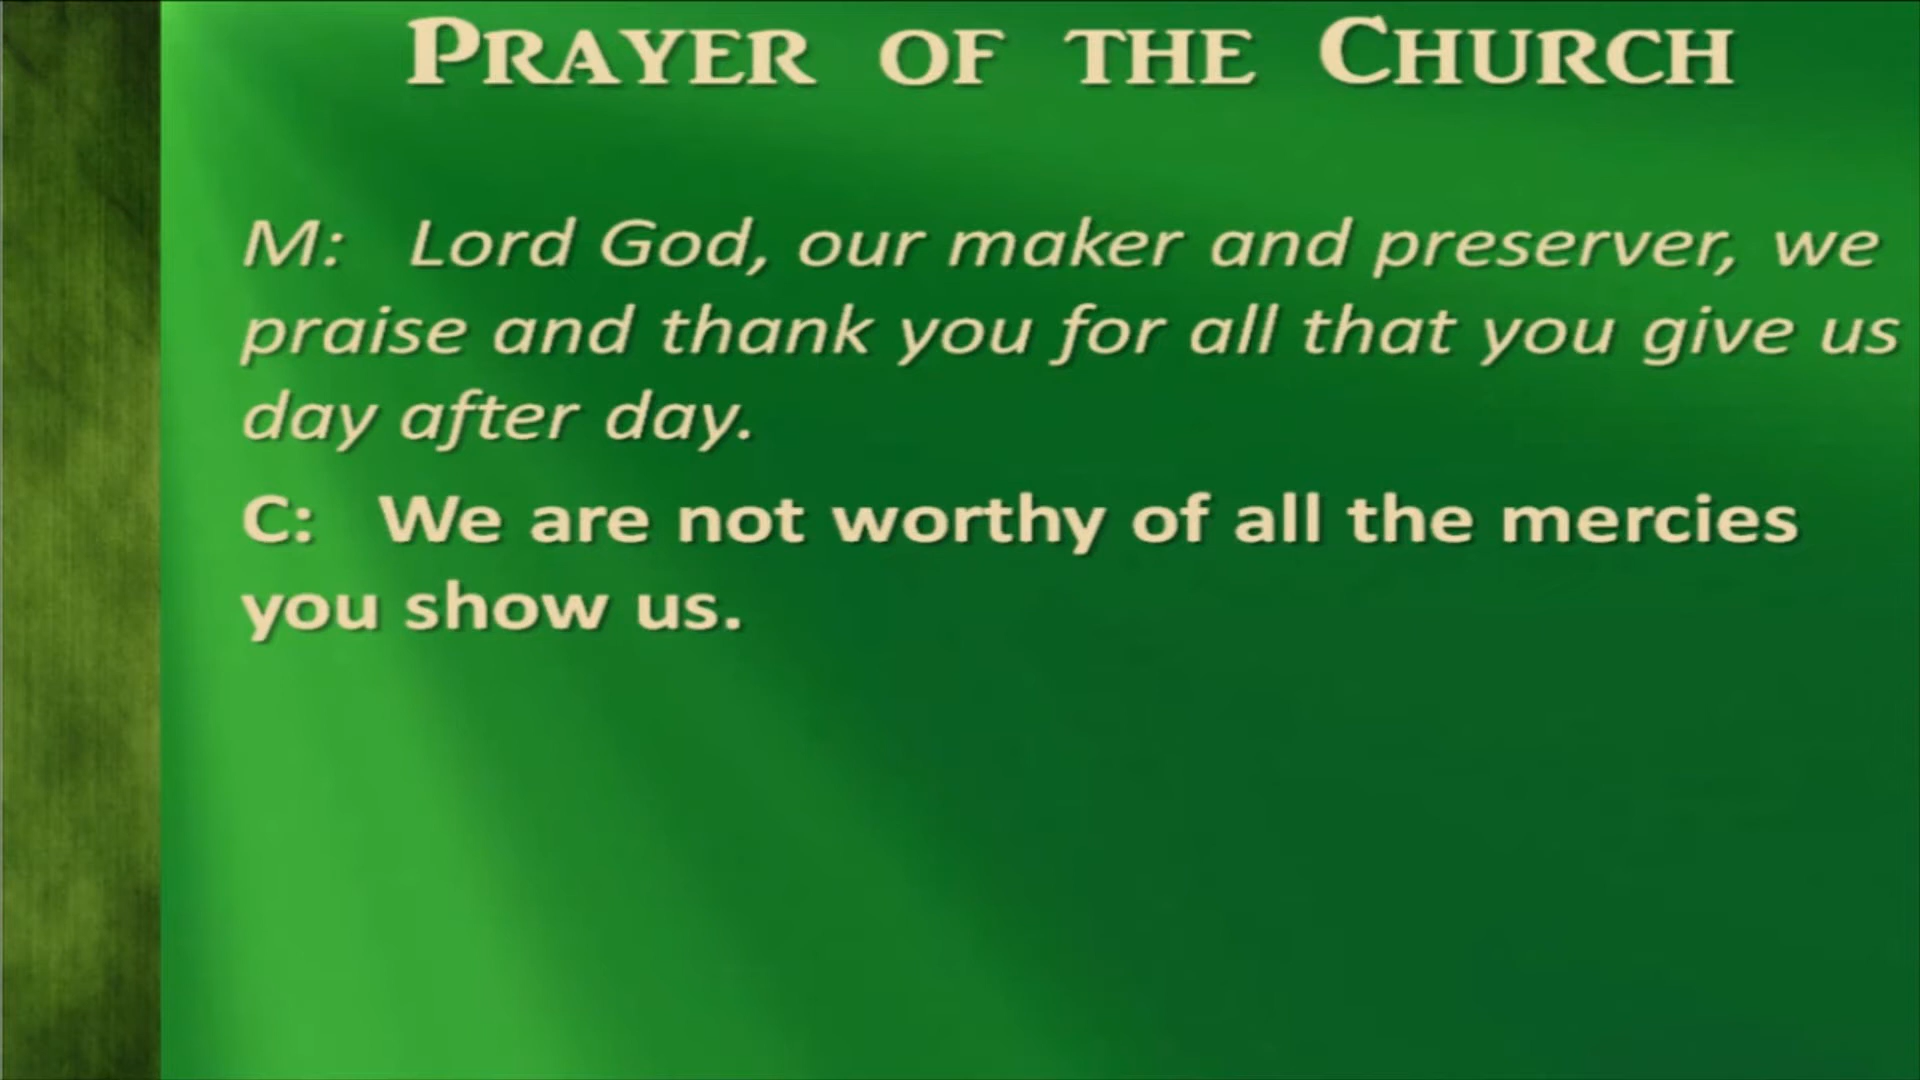 PRAYER OF THE CHURCH
M: Lord God, our maker and preserver, we
praise and thank you for all that you give us
day after day.
C: We are not worthy of all the mercies
you show us.